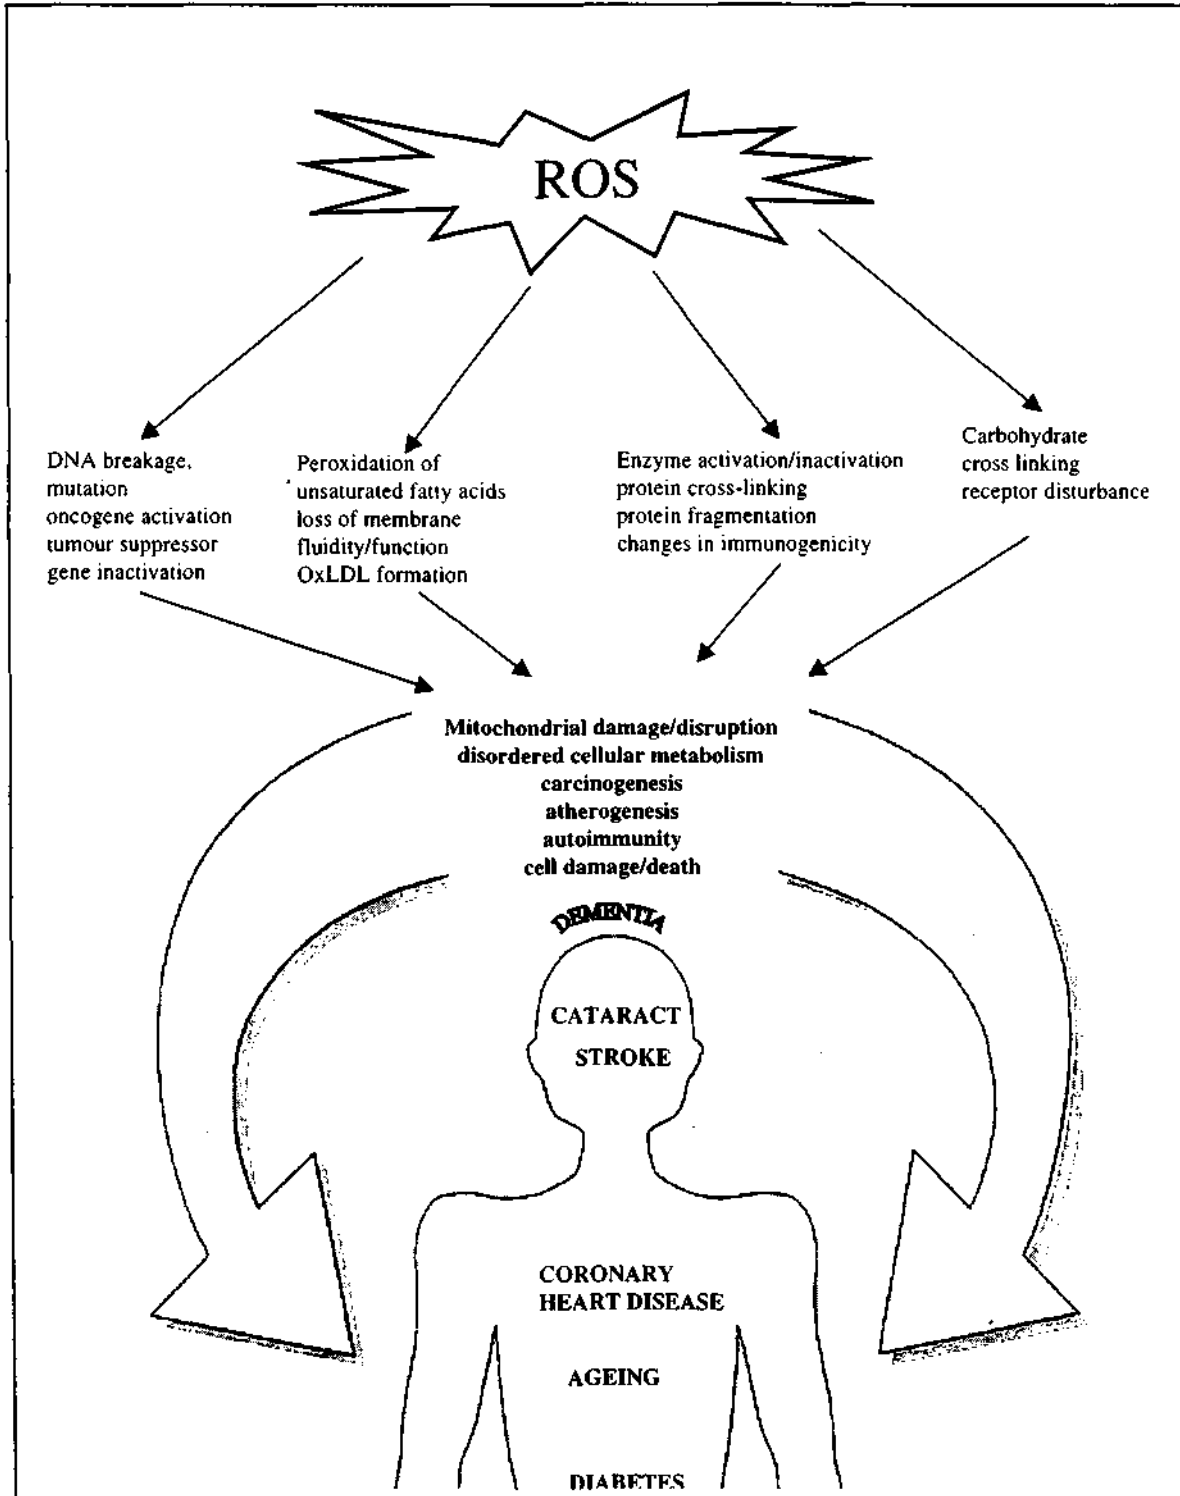 ROS
DNA breakage,
mutation
oncogene activation
tumour suppressor
gene inactivation
Peroxidation of
unsaturated fatty acids
loss of membrane
fluidity/function
OxLDL formation
Enzyme activation/inactivation
protein cross-linking
protein fragmentation
changes in immunogenicity
Carbohydrate
cross linking
receptor disturbance
Mitochondrial damage/disruption
disordered cellular metabolism
carcinogenesis
atherogenesis
autoimmunity
cell damage/death
DEMENTIA
CATARACT
STROKE
CORONARY
HEART DISEASE
AGEING
DIABETES